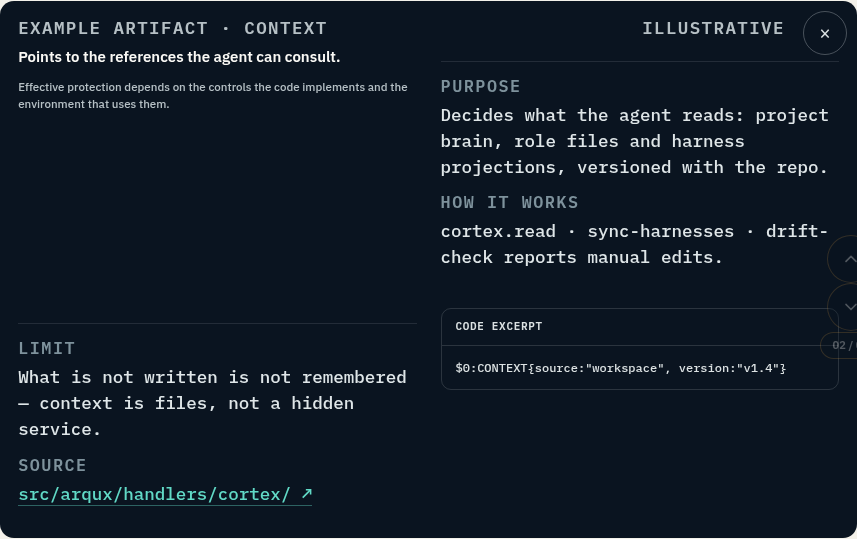 EXAMPLE ARTIFACT · CONTEXT
Points to the references the agent can consult.
Effective protection depends on the controls the code implements and the
environment that uses them.
LIMIT
What is not written is not remembered
— context is files, not a hidden
service.
SOURCE
src/arqux/handlers/cortex/ ↗
ILLUSTRATIVE
×
PURPOSE
Decides what the agent reads: project
brain, role files and harness
projections, versioned with the repo.
HOW IT WORKS
cortex.read · sync-harnesses · drift-
check reports manual edits.
CODE EXCERPT
$0:CONTEXT{source:"workspace", version:"v1.4"}
02 /